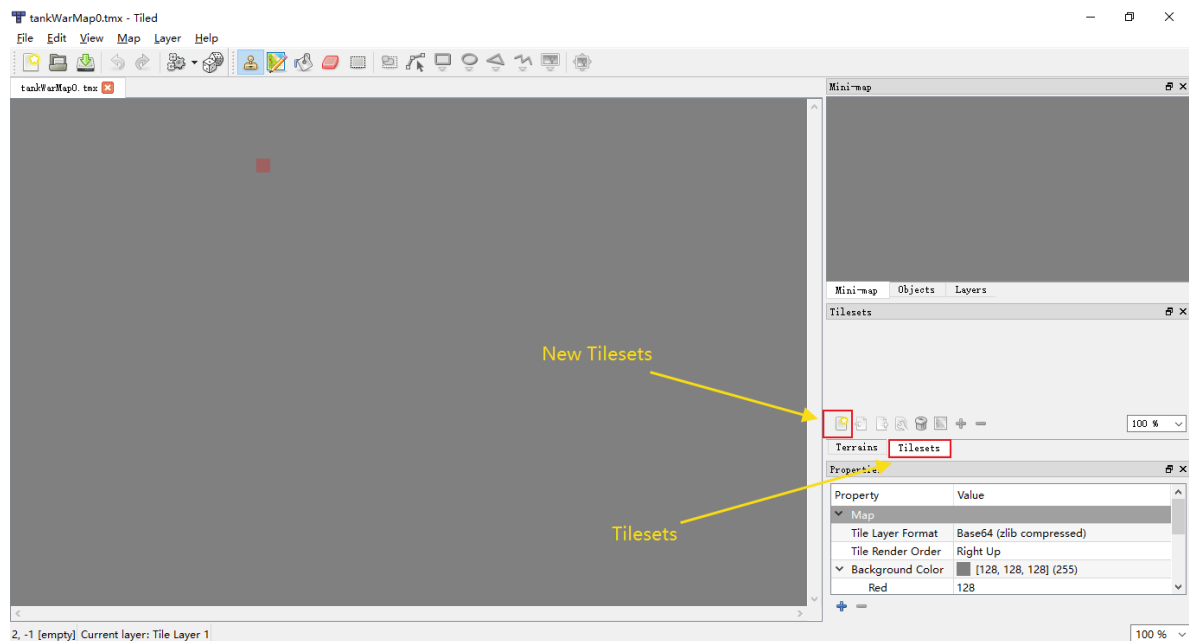 tankWarMap0.tmx - Tiled
File Edit View Map Layer Help
tankWarMap0.tmx
Mini-map
Mini-map Objects Layers
Tilesets
New Tilesets
100 %
Terrains Tilesets
Properties
Property Value
Map
Tile Layer Format Base64 (zlib compressed)
Tilesets
Tile Render Order Right Up
Background Color [128, 128, 128] (255)
Red 128
2, -1 [empty] Current layer: Tile Layer 1
100 %